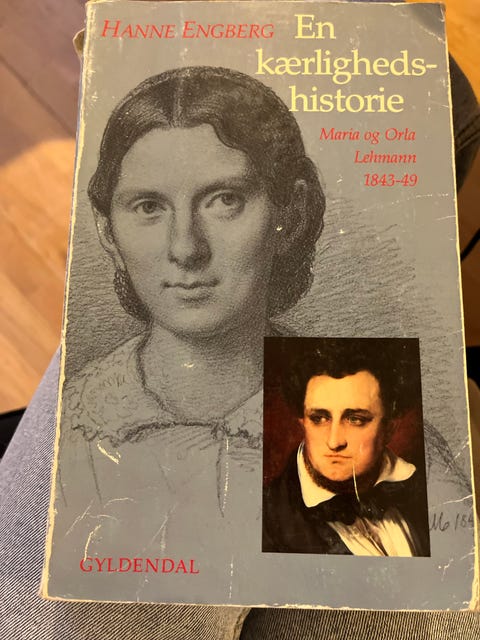 HANNE ENGBERG
En
kærligheds-
historie
Maria og Orla
Lehmann
1843-49
GYLDENDAL